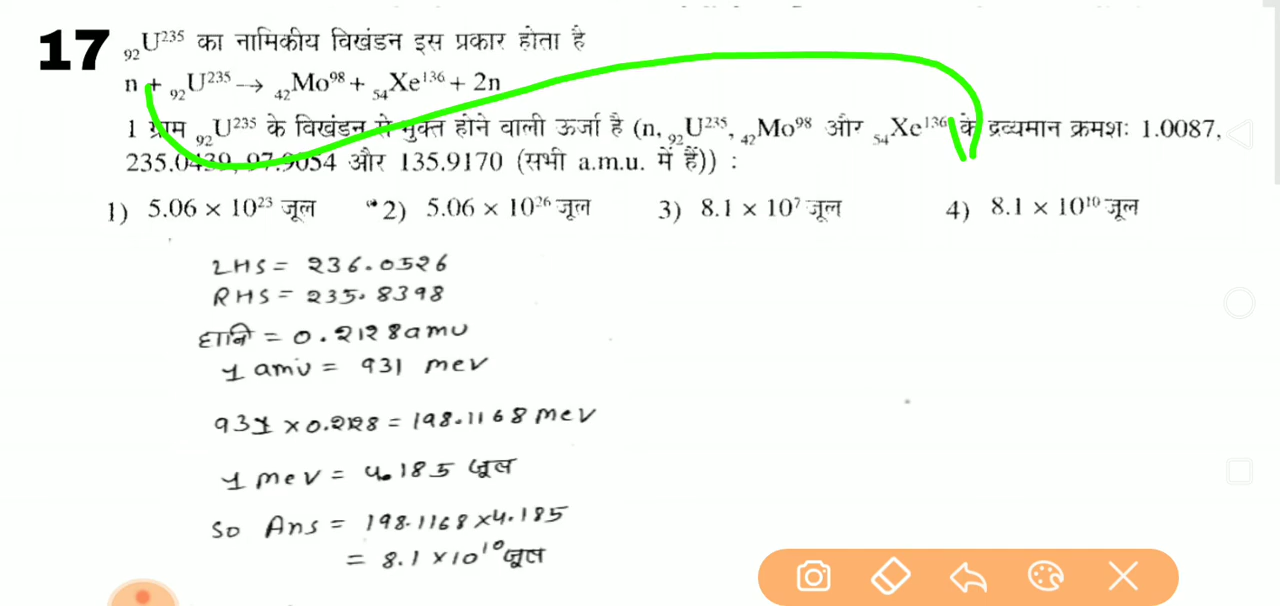 17 ₉₂U²³⁵ का नामिकीय विखंडन इस प्रकार होता है
n + ₉₂U²³⁵ → ₄₂Mo⁹⁸ + ₅₄Xe¹³⁶ + 2n
1 ग्राम ₉₂U²³⁵ के विखंडन से मुक्त होने वाली ऊर्जा है (n, ₉₂U²³⁵, ₄₂Mo⁹⁸ और ₅₄Xe¹³⁶ के द्रव्यमान क्रमशः 1.0087,
235.0439, 97.9054 और 135.9170 (सभी a.m.u. में हैं)) :
1) 5.06 × 10²³ जूल 2) 5.06 × 10²⁶ जूल 3) 8.1 × 10⁷ जूल 4) 8.1 × 10¹⁰ जूल
LHS = 236.0526
RHS = 235.8398
हानि = 0.2128amu
1 amu = 931 mev
931 × 0.2128 = 198.1168 mev
1 mev = 4.185 जूल
so Ans = 198.1168 × 4.185
= 8.1 × 10¹⁰ जूल